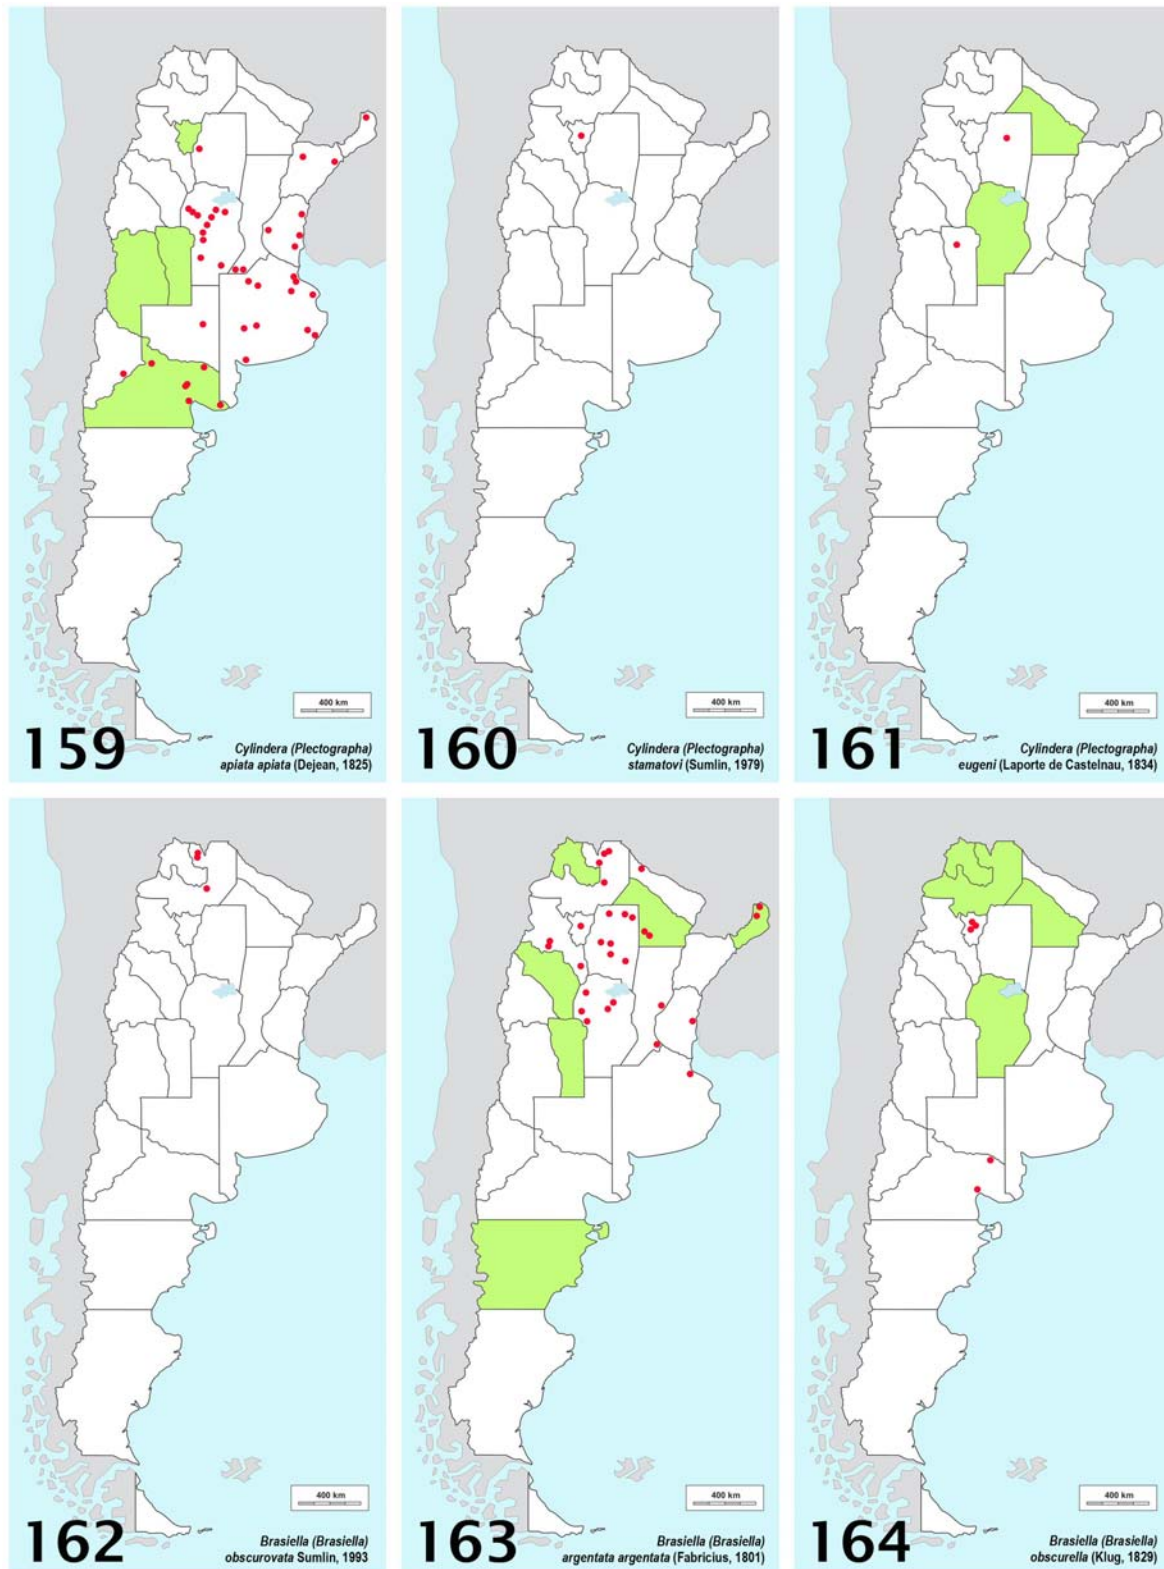 400 km
159
Cylindera (Plectographa)
apiata apiata (Dejean, 1825)
400 km
160
Cylindera (Plectographa)
stamatovi (Sumlin, 1979)
400 km
161
Cylindera (Plectographa)
eugeni (Laporte de Castelnau, 1834)
400 km
162
Brasiella (Brasiella)
obscurovata Sumlin, 1993
400 km
163
Brasiella (Brasiella)
argentata argentata (Fabricius, 1801)
400 km
164
Brasiella (Brasiella)
obscurella (Klug, 1829)